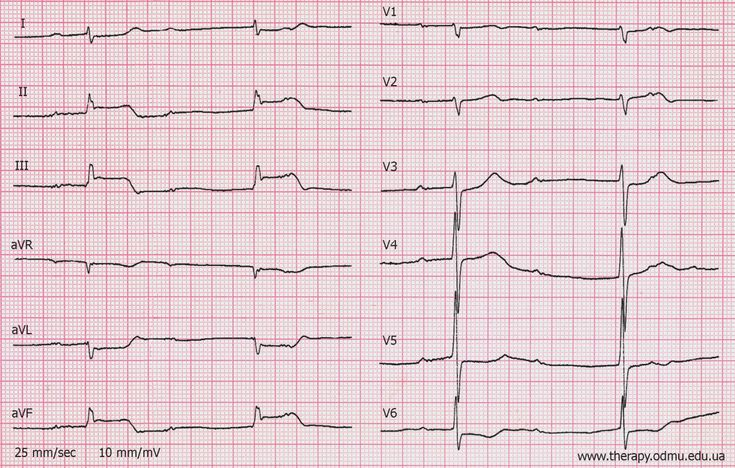 I
II
III
aVR
aVL
aVF
V1
V2
V3
V4
V5
V6
25 mm/sec 10 mm/mV
www.therapy.odmu.edu.ua